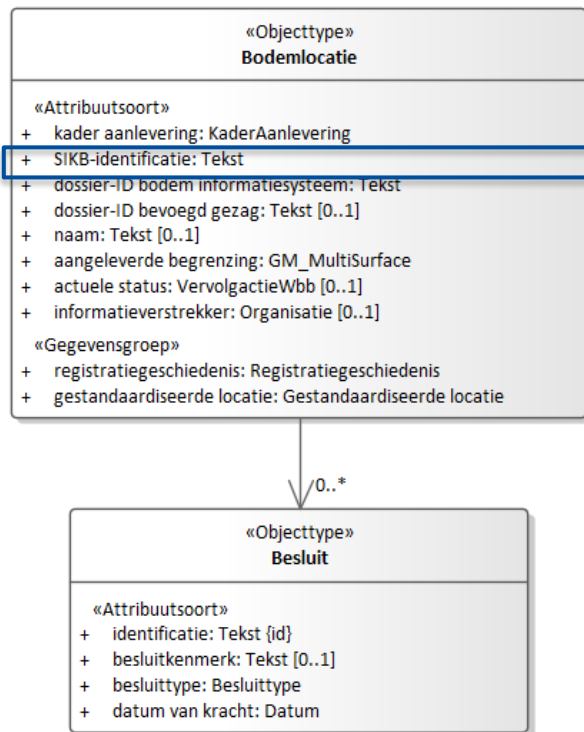 «Objecttype»
Bodemlocatie
«Attribuutsoort»
+ kader aanlevering: KaderAanlevering
+ SIKB-identificatie: Tekst
+ dossier-ID bodem informatiesysteem: Tekst
+ dossier-ID bevoegd gezag: Tekst [0..1]
+ naam: Tekst [0..1]
+ aangeleverde begrenzing: GM_MultiSurface
+ actuele status: VervolgactieWbb [0..1]
+ informatieverstrekker: Organisatie [0..1]
«Gegevensgroep»
+ registratiegeschiedenis: Registratiegeschiedenis
+ gestandaardiseerde locatie: Gestandaardiseerde locatie
0..*
«Objecttype»
Besluit
«Attribuutsoort»
+ identificatie: Tekst {id}
+ besluitkenmerk: Tekst [0..1]
+ besluittype: Besluittype
+ datum van kracht: Datum